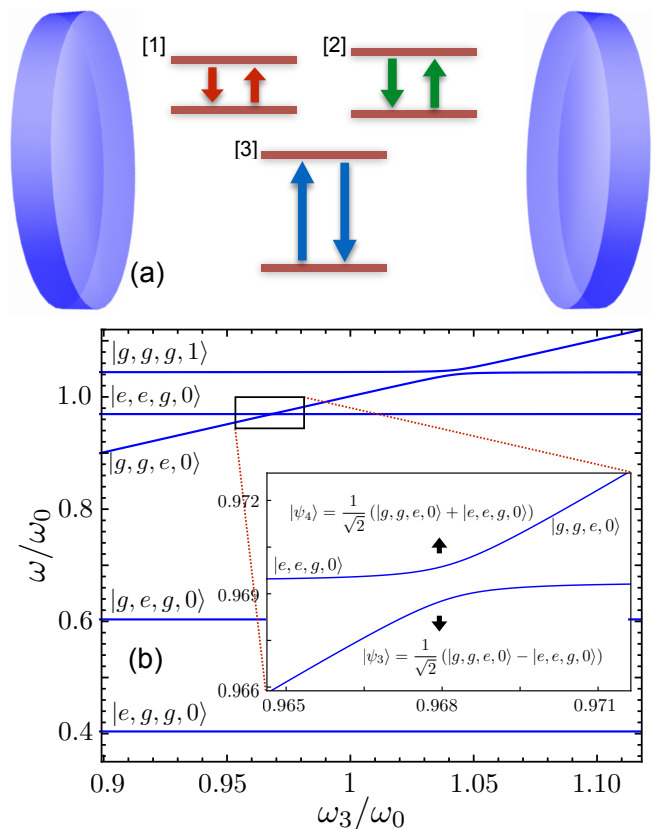 [1]
[2]
[3]
(a)
|g, g, g, 1⟩
|e, e, g, 0⟩
|g, g, e, 0⟩
|g, e, g, 0⟩
|e, g, g, 0⟩
(b)
1.0
0.8
0.6
0.4
ω/ω₀
0.9
0.95
1
1.05
1.10
ω₃/ω₀
0.972
0.969
0.966
|ψ₄⟩ = 1/√2 (|g, g, e, 0⟩ + |e, e, g, 0⟩)
|g, g, e, 0⟩
|e, e, g, 0⟩
|ψ₃⟩ = 1/√2 (|g, g, e, 0⟩ − |e, e, g, 0⟩)
0.965
0.968
0.971